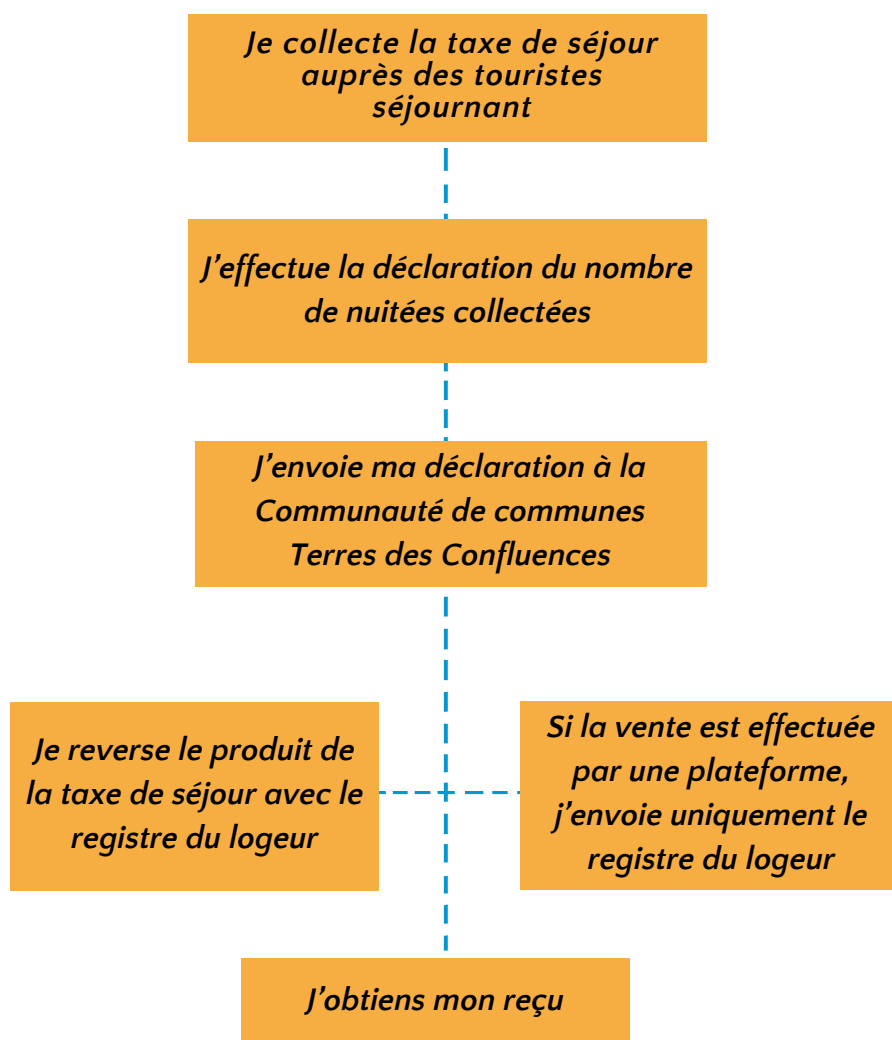 Je collecte la taxe de séjour
auprès des touristes
séjournant
J’effectue la déclaration du nombre
de nuitées collectées
J’envoie ma déclaration à la
Communauté de communes
Terres des Confluences
Je reverse le produit de
la taxe de séjour avec le
registre du logeur
Si la vente est effectuée
par une plateforme,
j’envoie uniquement le
registre du logeur
J’obtiens mon reçu